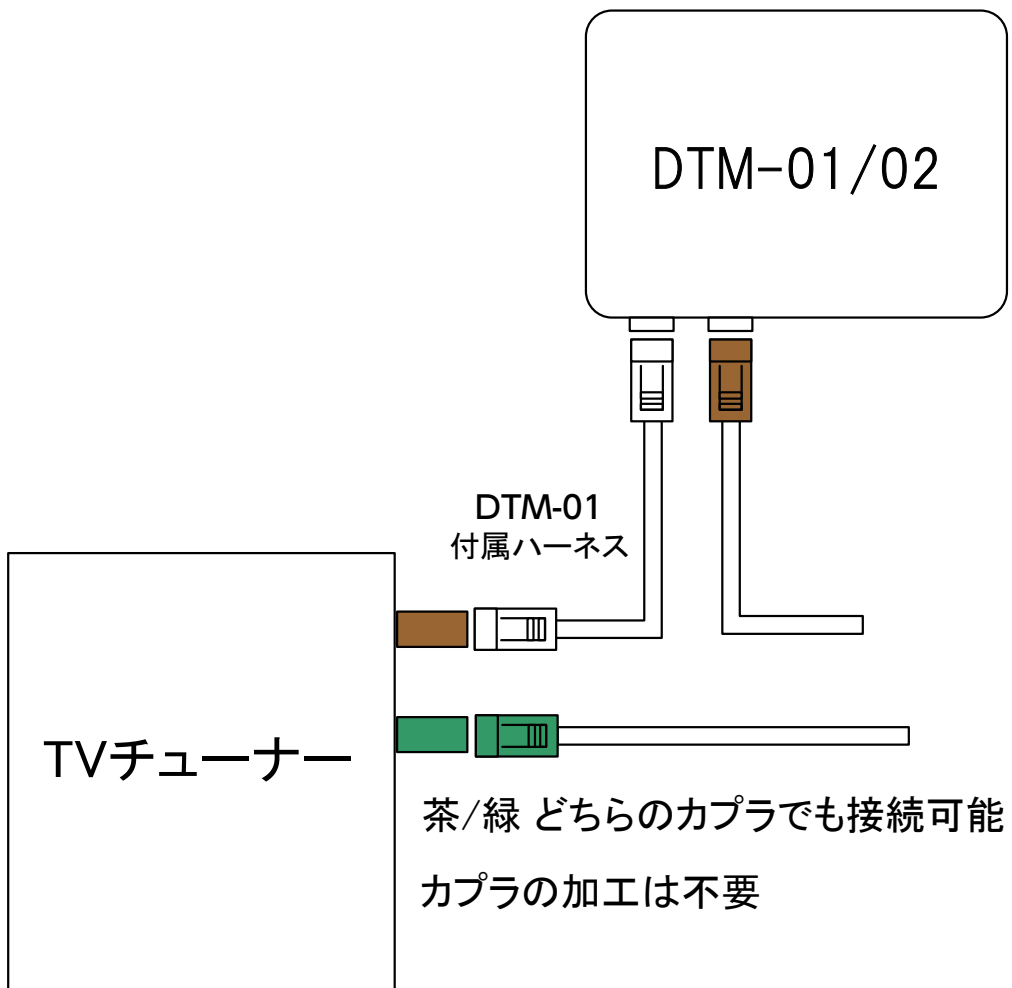 DTM-01/02
DTM-01
付属ハーネス
TVチューナー
茶/緑 どちらのカプラでも接続可能
カプラの加工は不要